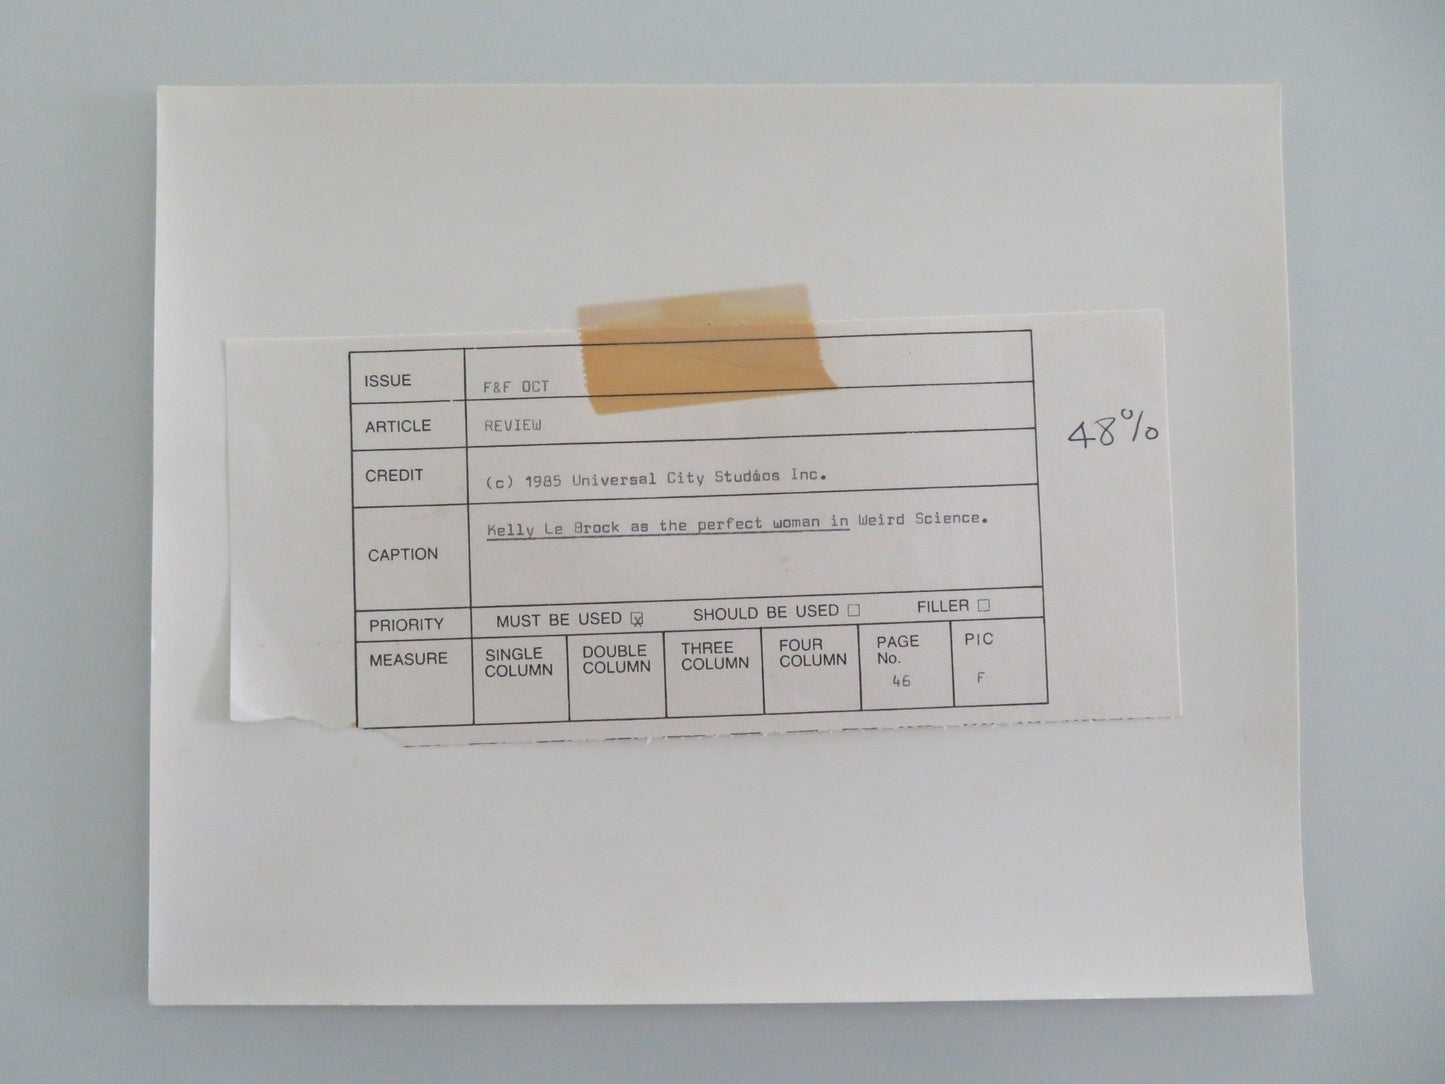 ISSUE F&F OCT
ARTICLE REVIEW
CREDIT (c) 1985 Universal City Studios Inc.
CAPTION Kelly Le Brock as the perfect woman in Weird Science.
PRIORITY MUST BE USED ☒ SHOULD BE USED ☐ FILLER ☐
MEASURE SINGLE COLUMN DOUBLE COLUMN THREE COLUMN FOUR COLUMN PAGE No. 46 PIC F
48%